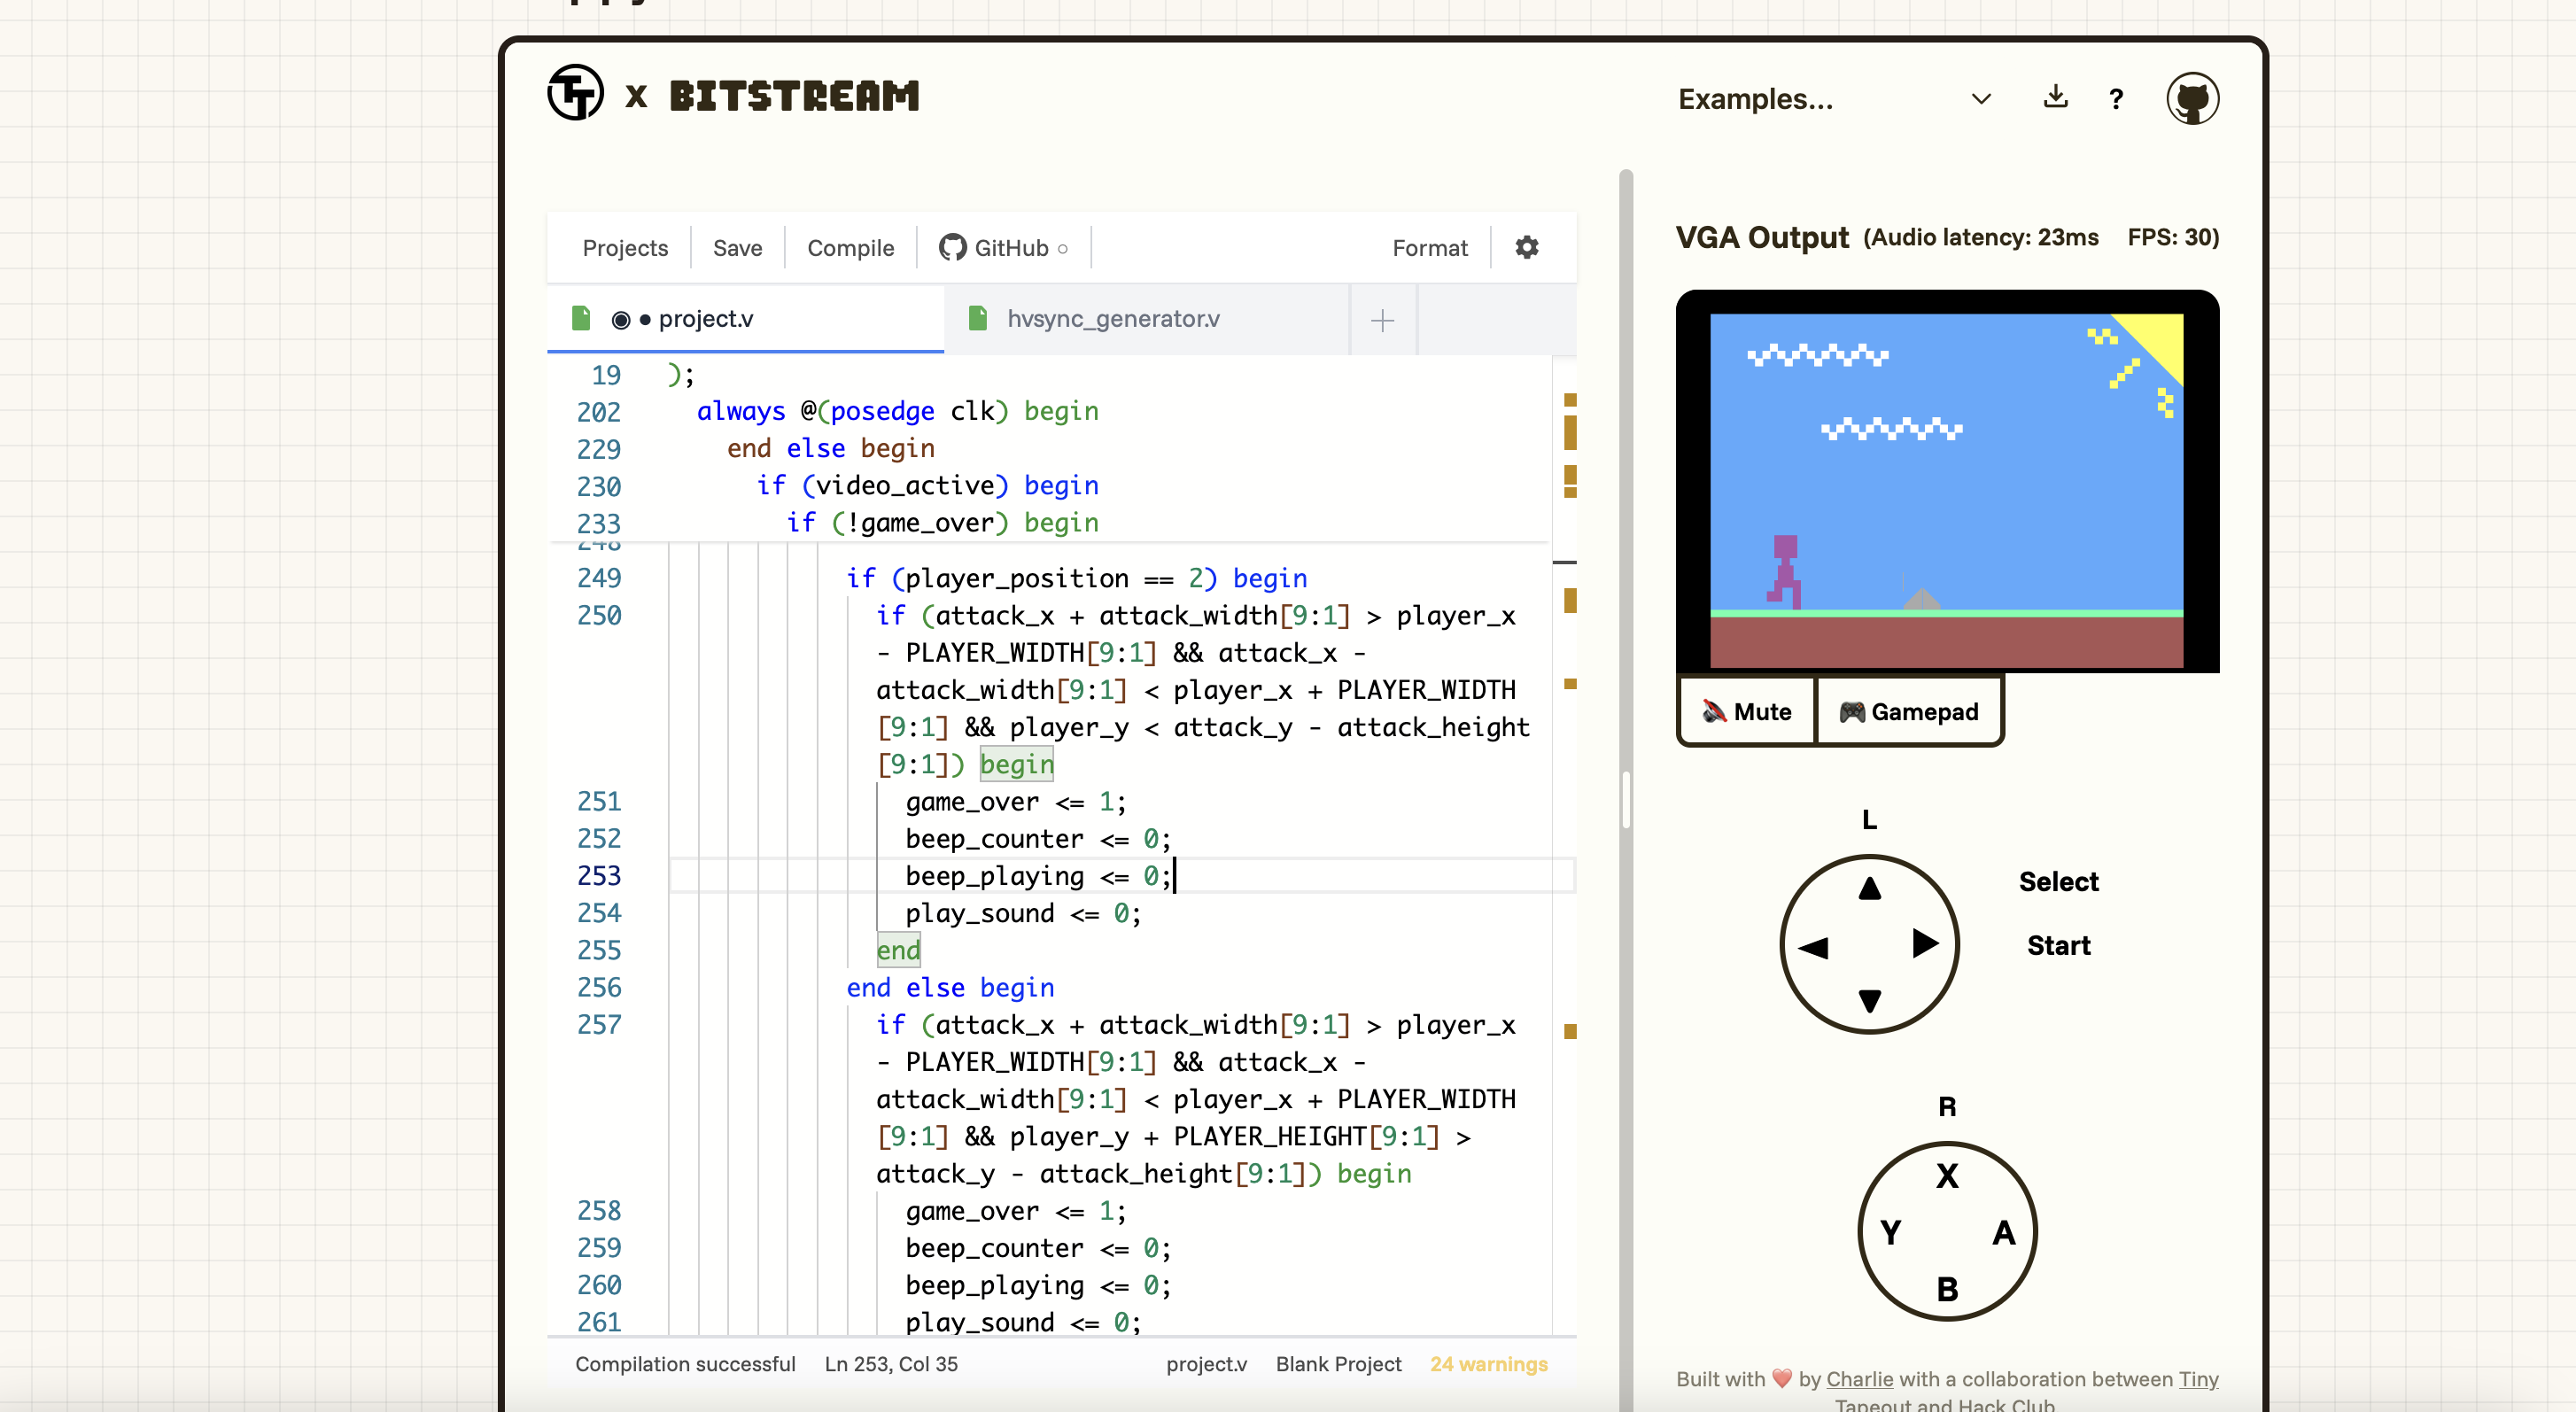 x BITSTREAM
Examples...
?
Projects Save Compile GitHub Format
project.v hvsync_generator.v
VGA Output (Audio latency: 23ms FPS: 30)
19 );
202 always @(posedge clk) begin
229 end else begin
230 if (video_active) begin
233 if (!game_over) begin
248
249 if (player_position == 2) begin
250 if (attack_x + attack_width[9:1] > player_x
- PLAYER_WIDTH[9:1] && attack_x -
attack_width[9:1] < player_x + PLAYER_WIDTH
[9:1] && player_y < attack_y - attack_height
[9:1]) begin
251 game_over <= 1;
252 beep_counter <= 0;
253 beep_playing <= 0;
254 play_sound <= 0;
255 end
256 end else begin
257 if (attack_x + attack_width[9:1] > player_x
- PLAYER_WIDTH[9:1] && attack_x -
attack_width[9:1] < player_x + PLAYER_WIDTH
[9:1] && player_y + PLAYER_HEIGHT[9:1] >
attack_y - attack_height[9:1]) begin
258 game_over <= 1;
259 beep_counter <= 0;
260 beep_playing <= 0;
261 play_sound <= 0;
Compilation successful Ln 253, Col 35 project.v Blank Project 24 warnings
Mute Gamepad
L
Select
Start
R
X
Y A
B
Built with ❤️ by Charlie with a collaboration between Tiny
Tapeout and Hack Club